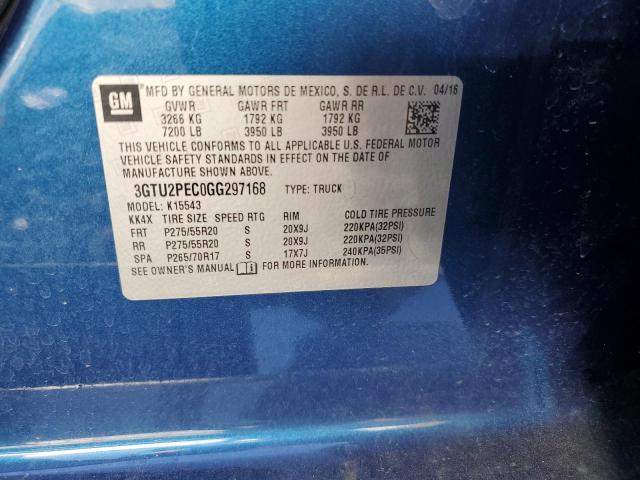 GM
MFD BY GENERAL MOTORS DE MEXICO, S. DE R.L. DE C.V. 04/16
GVWR GAWR FRT GAWR RR
3266 KG 1792 KG 1792 KG
7200 LB 3950 LB 3950 LB
THIS VEHICLE CONFORMS TO ALL APPLICABLE U.S. FEDERAL MOTOR
VEHICLE SAFETY STANDARDS IN EFFECT ON THE DATE OF
MANUFACTURE SHOWN ABOVE.
3GTU2PEC0GG297168 TYPE: TRUCK
MODEL: K15543
KK4X TIRE SIZE SPEED RTG RIM COLD TIRE PRESSURE
FRT P275/55R20 S 20X9J 220KPA(32PSI)
RR P275/55R20 S 20X9J 220KPA(32PSI)
SPA P265/70R17 S 17X7J 240KPA(35PSI)
SEE OWNER'S MANUAL FOR MORE INFORMATION.